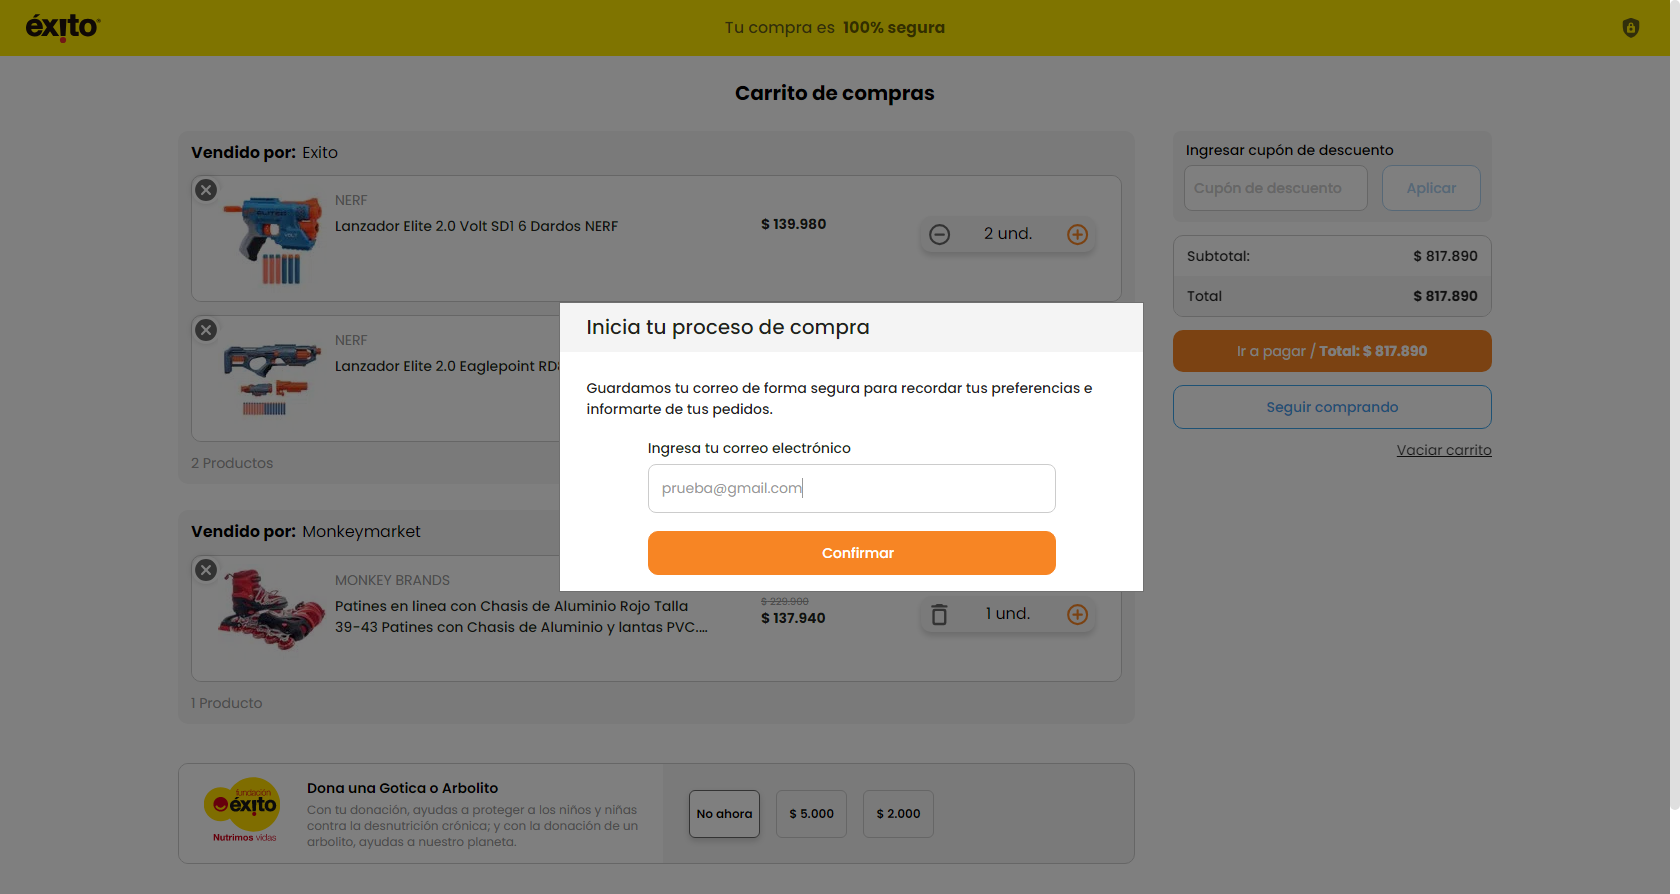 éxito
Tu compra es 100% segura
Carrito de compras
Vendido por: Exito
NERF
Lanzador Elite 2.0 Volt SD1 6 Dardos NERF
$ 139.980
2 und.
NERF
Lanzador Elite 2.0 Eaglepoint
2 Productos
Vendido por: Monkeymarket
MONKEY BRANDS
Patines en linea con Chasis de Aluminio Rojo Talla
39-43 Patines con Chasis de Aluminio y lantas PVC....
$ 229.900
$ 137.940
1 und.
1 Producto
fundación
éxito
Nutrimos vidas
Dona una Gotica o Arbolito
Con tu donación, ayudas a proteger a los niños y niñas
contra la desnutrición crónica; y con la donación de un
arbolito, ayudas a nuestro planeta.
No ahora
$ 5.000
$ 2.000
Ingresar cupón de descuento
Cupón de descuento
Aplicar
Subtotal: $ 817.890
Total $ 817.890
Ir a pagar / Total: $ 817.890
Seguir comprando
Vaciar carrito
Inicia tu proceso de compra
Guardamos tu correo de forma segura para recordar tus preferencias e
informarte de tus pedidos.
Ingresa tu correo electrónico
prueba@gmail.com
Confirmar